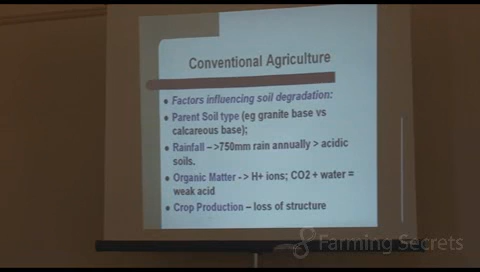 Conventional Agriculture
• Factors influencing soil degradation:
• Parent Soil type (eg granite base vs
calcareous base);
• Rainfall – >750mm rain annually > acidic
soils.
• Organic Matter -> H+ ions; CO2 + water =
weak acid
• Crop Production – loss of structure
Farming Secrets